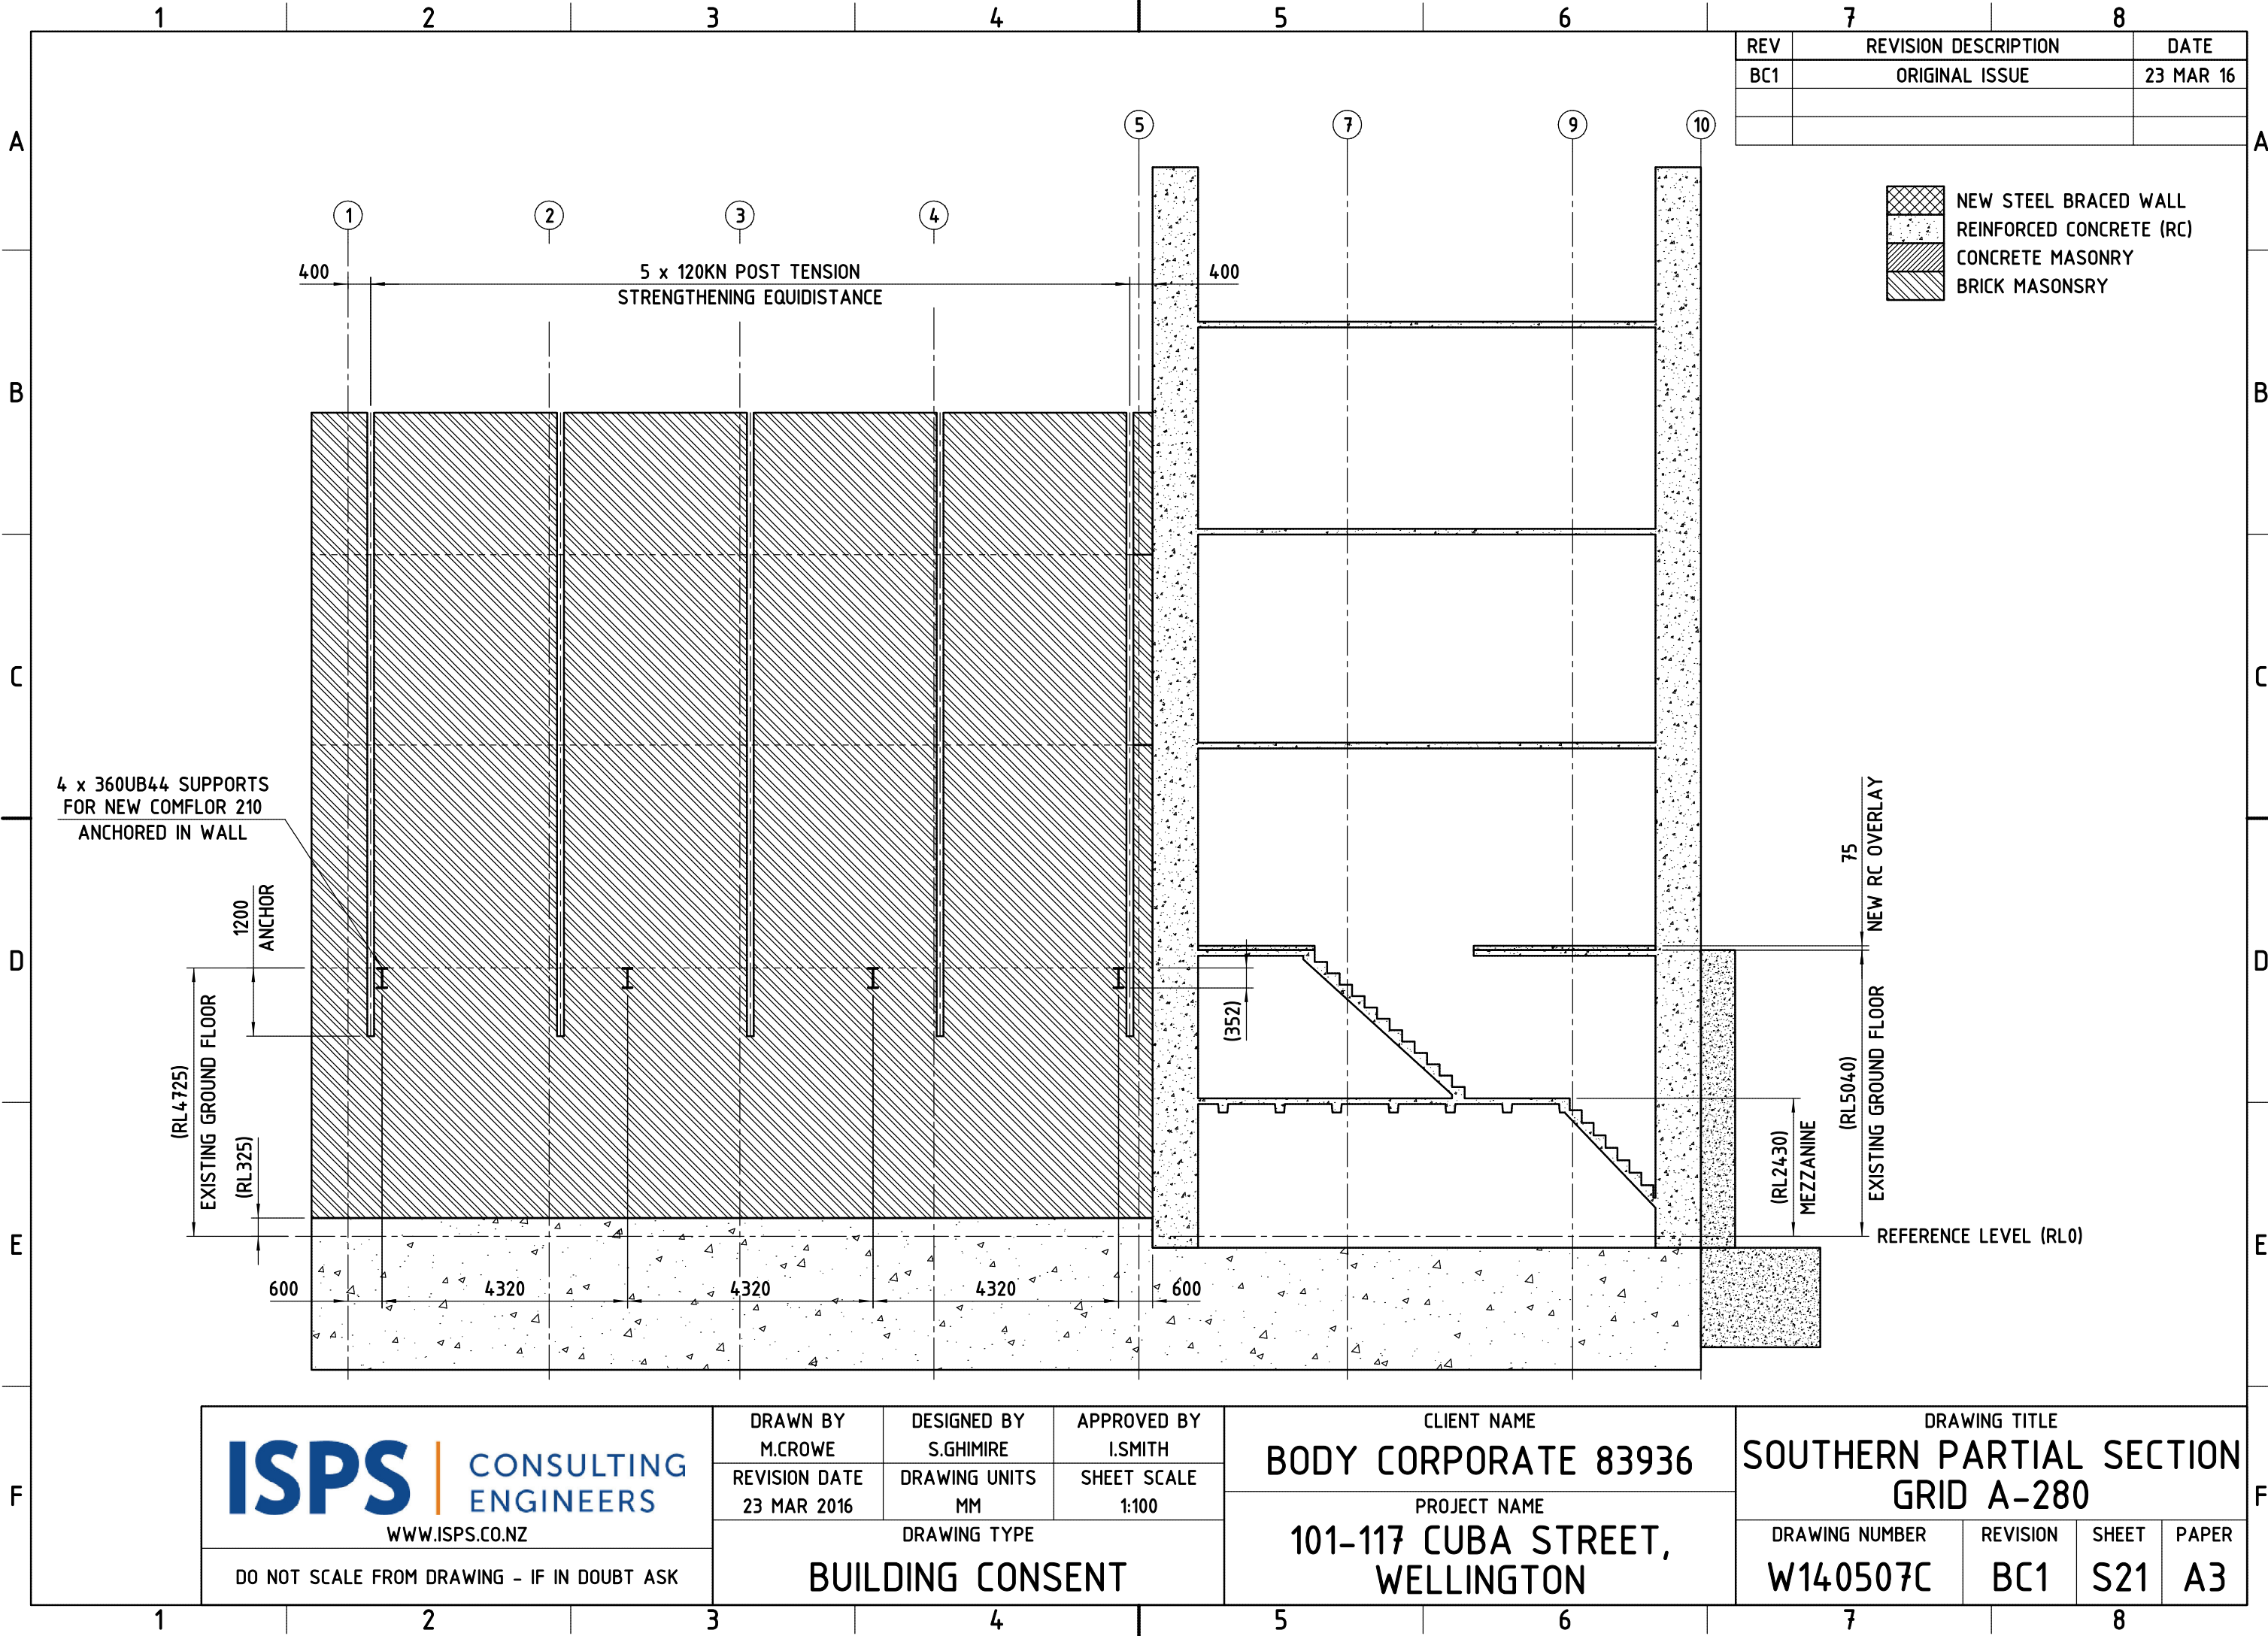 1 2 3 4 5 6 7 8
REV REVISION DESCRIPTION DATE
BC1 ORIGINAL ISSUE 23 MAR 16
A A
5 7 9 10
NEW STEEL BRACED WALL
REINFORCED CONCRETE (RC)
CONCRETE MASONRY
BRICK MASONSRY
1 2 3 4
400 5 x 120KN POST TENSION 400
STRENGTHENING EQUIDISTANCE
B B
C C
4 x 360UB44 SUPPORTS
FOR NEW COMFLOR 210
ANCHORED IN WALL
75
NEW RC OVERLAY
1200
ANCHOR
D D
(RL4725)
EXISTING GROUND FLOOR
(RL325)
(352)
(RL5040)
EXISTING GROUND FLOOR
(RL2430)
MEZZANINE
REFERENCE LEVEL (RL0)
E E
600 4320 4320 4320 600
ISPS CONSULTING
ENGINEERS
WWW.ISPS.CO.NZ
DO NOT SCALE FROM DRAWING - IF IN DOUBT ASK
DRAWN BY DESIGNED BY APPROVED BY
M.CROWE S.GHIMIRE I.SMITH
REVISION DATE DRAWING UNITS SHEET SCALE
23 MAR 2016 MM 1:100
DRAWING TYPE
BUILDING CONSENT
CLIENT NAME
BODY CORPORATE 83936
PROJECT NAME
101-117 CUBA STREET,
WELLINGTON
DRAWING TITLE
SOUTHERN PARTIAL SECTION
GRID A-280
DRAWING NUMBER REVISION SHEET PAPER
W140507C BC1 S21 A3
F F
1 2 3 4 5 6 7 8